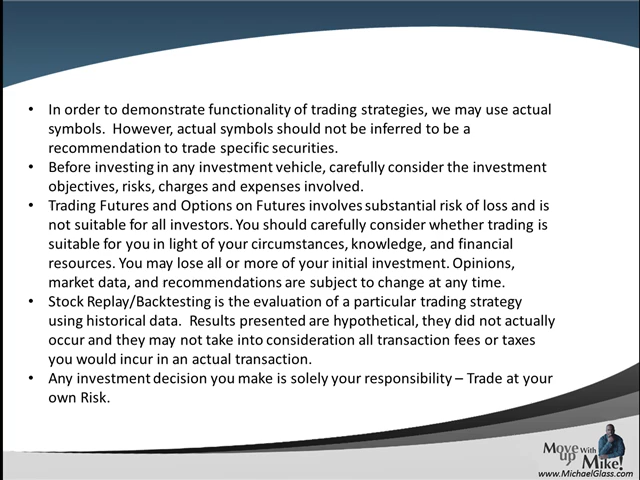 • In order to demonstrate functionality of trading strategies, we may use actual
symbols.  However, actual symbols should not be inferred to be a
recommendation to trade specific securities.
• Before investing in any investment vehicle, carefully consider the investment
objectives, risks, charges and expenses involved.
• Trading Futures and Options on Futures involves substantial risk of loss and is
not suitable for all investors. You should carefully consider whether trading is
suitable for you in light of your circumstances, knowledge, and financial
resources. You may lose all or more of your initial investment. Opinions,
market data, and recommendations are subject to change at any time.
• Stock Replay/Backtesting is the evaluation of a particular trading strategy
using historical data.  Results presented are hypothetical, they did not actually
occur and they may not take into consideration all transaction fees or taxes
you would incur in an actual transaction.
• Any investment decision you make is solely your responsibility – Trade at your
own Risk.
Move up With Mike!
www.MichaelGlass.com